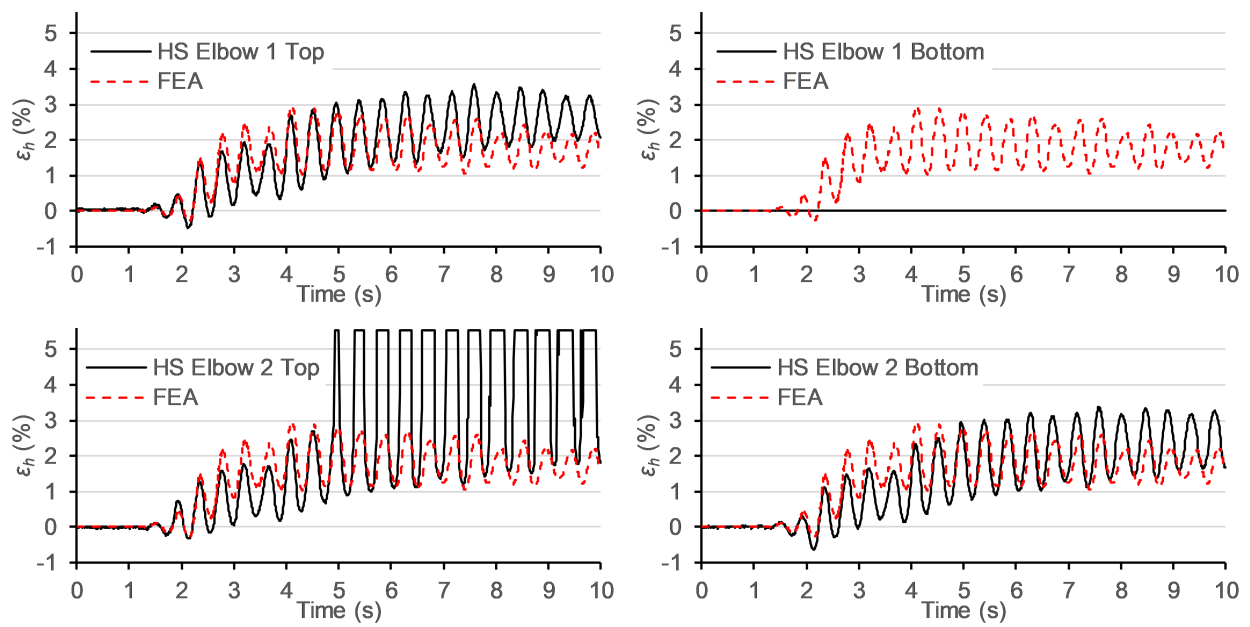 5
4
3
2
1
0
-1
εh (%)
HS Elbow 1 Top
FEA
0 1 2 3 4 5 6 7 8 9 10
Time (s)
5
4
3
2
1
0
-1
εh (%)
HS Elbow 1 Bottom
FEA
0 1 2 3 4 5 6 7 8 9 10
Time (s)
5
4
3
2
1
0
-1
εh (%)
HS Elbow 2 Top
FEA
0 1 2 3 4 5 6 7 8 9 10
Time (s)
5
4
3
2
1
0
-1
εh (%)
HS Elbow 2 Bottom
FEA
0 1 2 3 4 5 6 7 8 9 10
Time (s)